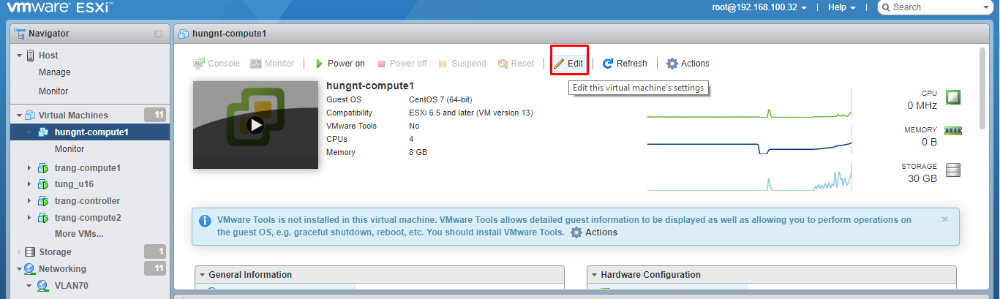 vmware ESXi™
root@192.168.100.32 | Help | Search
Navigator
hungnt-compute1
Host
Manage
Monitor
Virtual Machines 11
hungnt-compute1
Monitor
trang-compute1
tung_u16
trang-controller
trang-compute2
More VMs...
Storage 1
Networking 11
VLAN70
Console Monitor | Power on Power off Suspend Reset | Edit | Refresh | Actions
Edit this virtual machine's settings
hungnt-compute1
Guest OS CentOS 7 (64-bit)
Compatibility ESXi 6.5 and later (VM version 13)
VMware Tools No
CPUs 4
Memory 8 GB
CPU
0 MHz
MEMORY
0 B
STORAGE
30 GB
VMware Tools is not installed in this virtual machine. VMware Tools allows detailed guest information to be displayed as well as allowing you to perform operations on
the guest OS, e.g. graceful shutdown, reboot, etc. You should install VMware Tools. Actions
General Information
Hardware Configuration